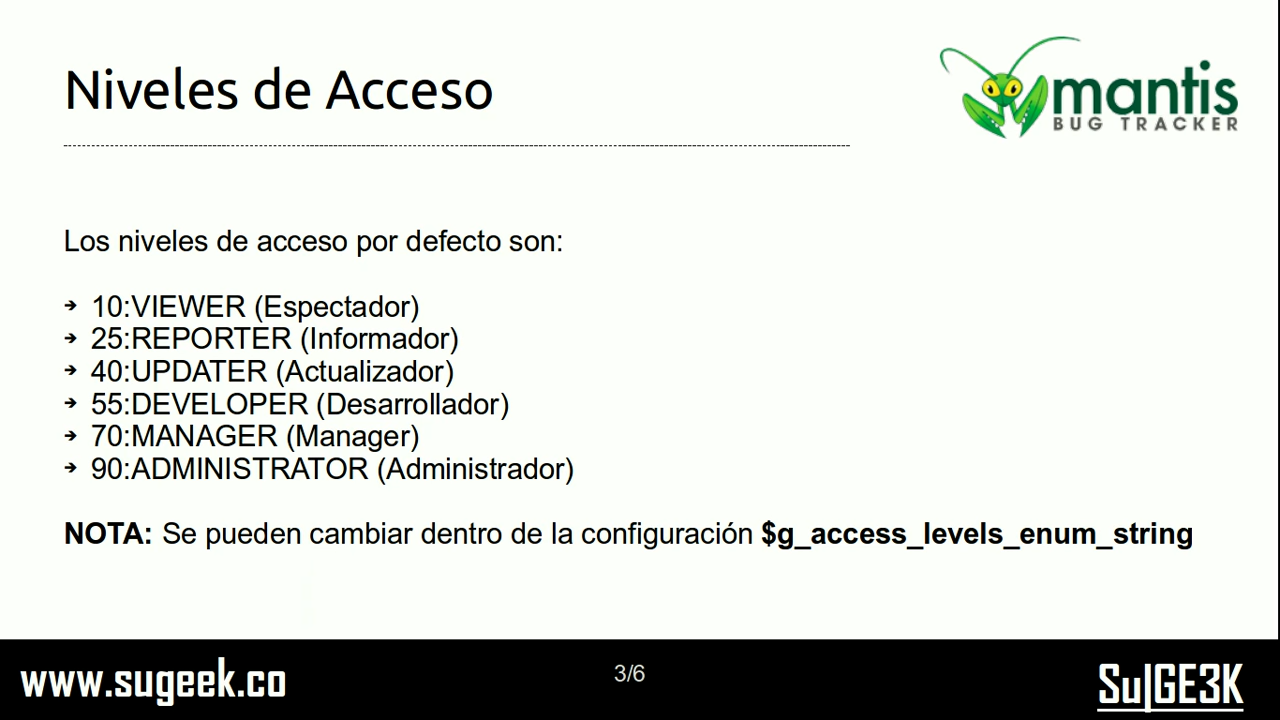 Niveles de Acceso
mantis
BUG TRACKER
Los niveles de acceso por defecto son:
➔ 10:VIEWER (Espectador)
➔ 25:REPORTER (Informador)
➔ 40:UPDATER (Actualizador)
➔ 55:DEVELOPER (Desarrollador)
➔ 70:MANAGER (Manager)
➔ 90:ADMINISTRATOR (Administrador)
NOTA: Se pueden cambiar dentro de la configuración $g_access_levels_enum_string
www.sugeek.co
3/6
Su|GE3K